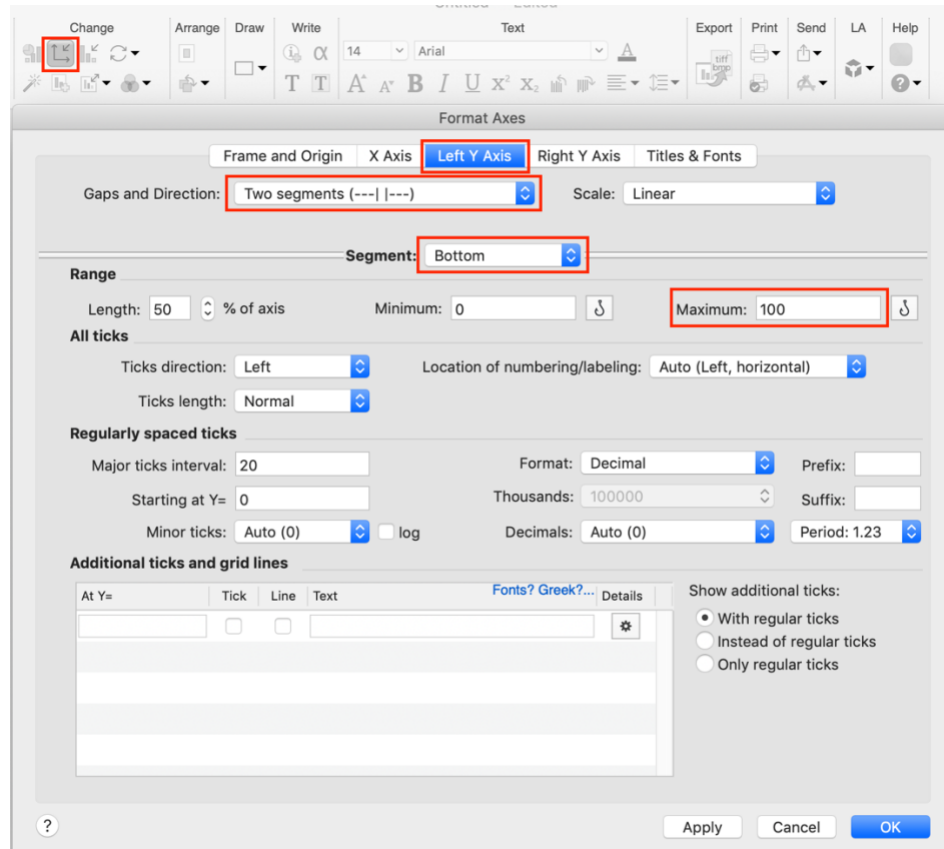 Change Arrange Draw Write Text Export Print Send LA Help
α 14 Arial A
T T A A B I U X² X₂
tiff
bmp
Format Axes
Frame and Origin X Axis Left Y Axis Right Y Axis Titles & Fonts
Gaps and Direction: Two segments (---| |---) Scale: Linear
Segment: Bottom
Range
Length: 50 % of axis Minimum: 0 Maximum: 100
All ticks
Ticks direction: Left Location of numbering/labeling: Auto (Left, horizontal)
Ticks length: Normal
Regularly spaced ticks
Major ticks interval: 20 Format: Decimal Prefix:
Starting at Y= 0 Thousands: 100000 Suffix:
Minor ticks: Auto (0) log Decimals: Auto (0) Period: 1.23
Additional ticks and grid lines
At Y= Tick Line Text Fonts? Greek?... Details Show additional ticks:
With regular ticks
Instead of regular ticks
Only regular ticks
? Apply Cancel OK